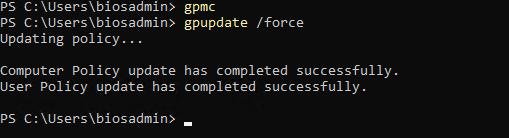 PS C:\Users\biosadmin> gpmc
PS C:\Users\biosadmin> gpupdate /force
Updating policy...
Computer Policy update has completed successfully.
User Policy update has completed successfully.
PS C:\Users\biosadmin>